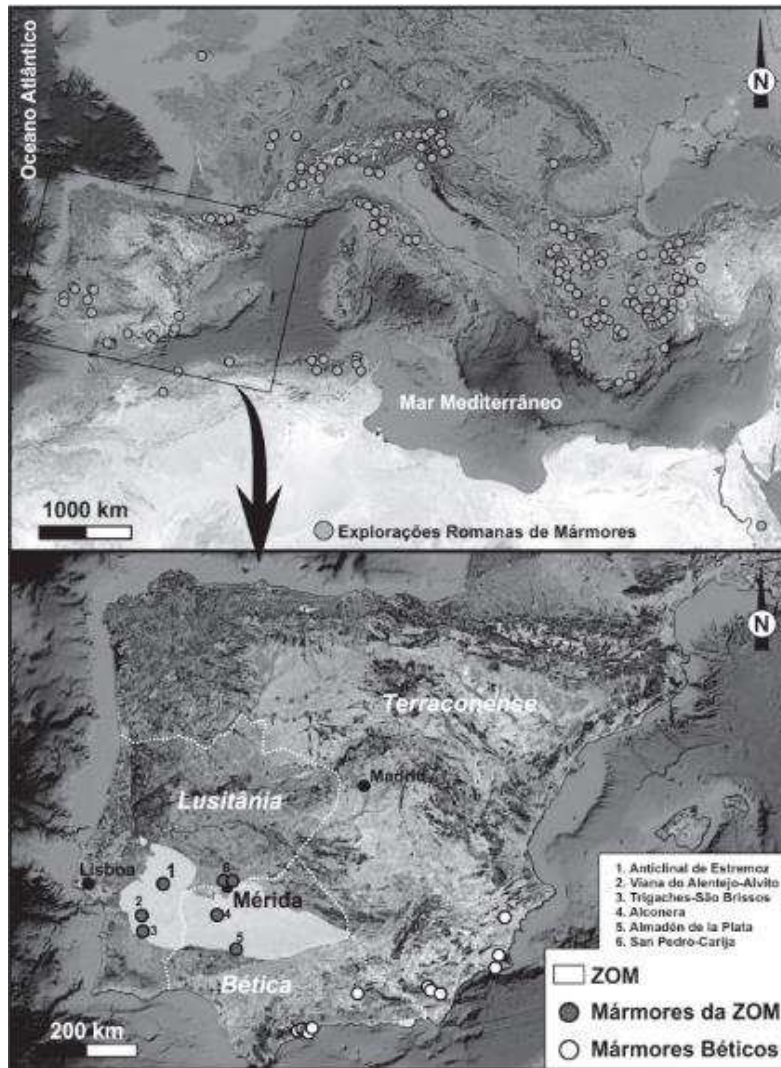 Oceano Atlântico
N
Mar Mediterrâneo
1000 km
Explorações Romanas de Mármores
N
Terraconense
Madrid
Lusitânia
Lisboa
1
6
Mérida
2
4
3
5
Bética
200 km
1. Anticlinal de Estremoz
2. Viana do Alentejo-Alvito
3. Trigaches-São Brissos
4. Alconera
5. Almadén de la Plata
6. San Pedro-Carija
ZOM
Mármores da ZOM
Mármores Béticos